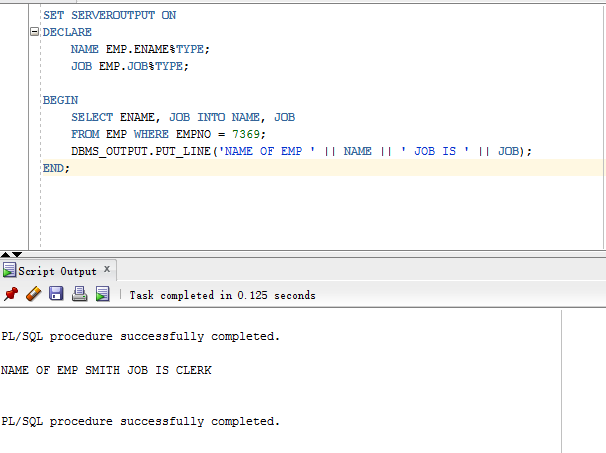 SET SERVEROUTPUT ON
DECLARE
NAME EMP.ENAME%TYPE;
JOB EMP.JOB%TYPE;
BEGIN
SELECT ENAME, JOB INTO NAME, JOB
FROM EMP WHERE EMPNO = 7369;
DBMS_OUTPUT.PUT_LINE('NAME OF EMP ' || NAME || ' JOB IS ' || JOB);
END;
Script Output x
Task completed in 0.125 seconds
PL/SQL procedure successfully completed.
NAME OF EMP SMITH JOB IS CLERK
PL/SQL procedure successfully completed.